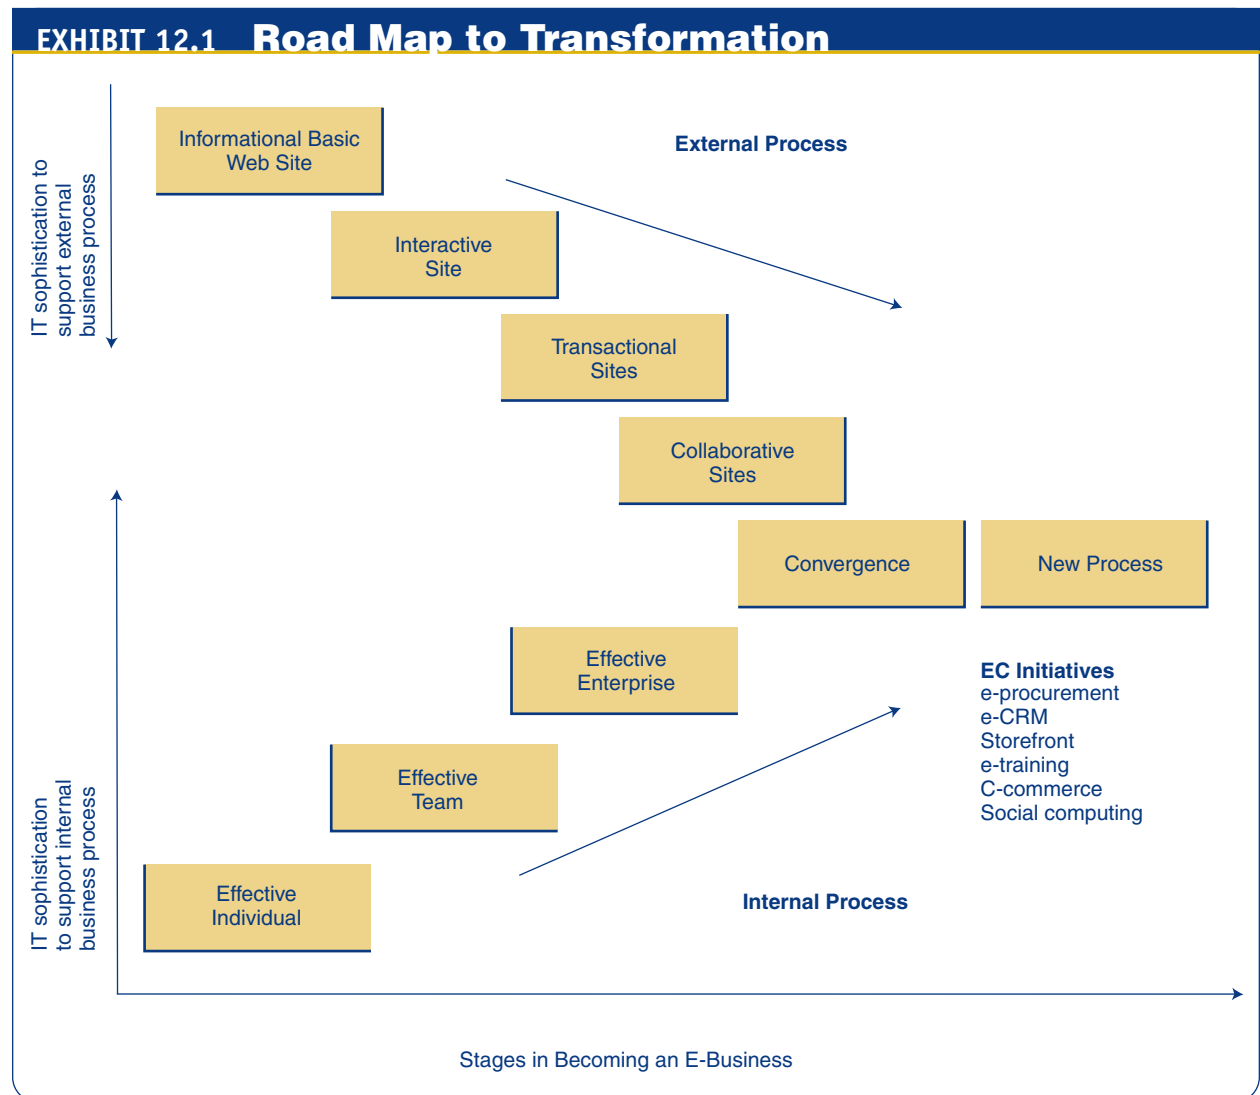 EXHIBIT 12.1 Road Map to Transformation
IT sophistication to
support external
business process
Informational Basic
Web Site
External Process
Interactive
Site
Transactional
Sites
Collaborative
Sites
Convergence
New Process
Effective
Enterprise
EC Initiatives
e-procurement
e-CRM
Storefront
e-training
C-commerce
Social computing
IT sophistication
to support internal
business process
Effective
Team
Effective
Individual
Internal Process
Stages in Becoming an E-Business